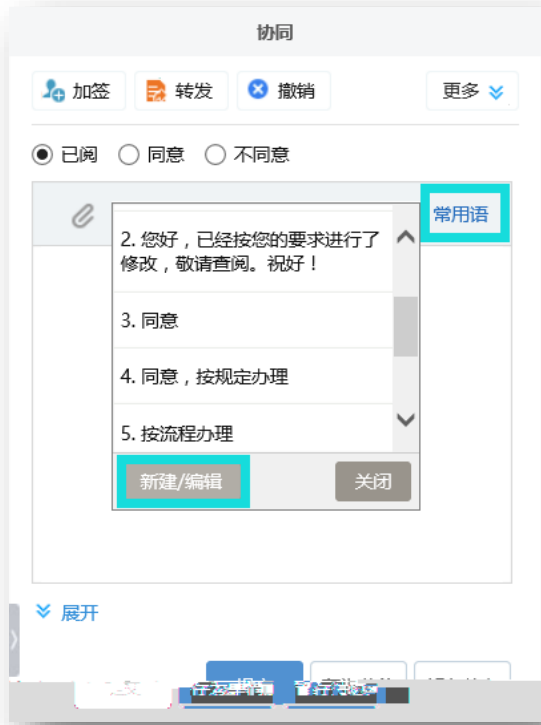 协同
加签 转发 撤销 更多
已阅 同意 不同意
常用语
2. 您好，已经按您的要求进行了
修改，敬请查阅。祝好！
3. 同意
4. 同意，按规定办理
5. 按流程办理
新建/编辑 关闭
展开